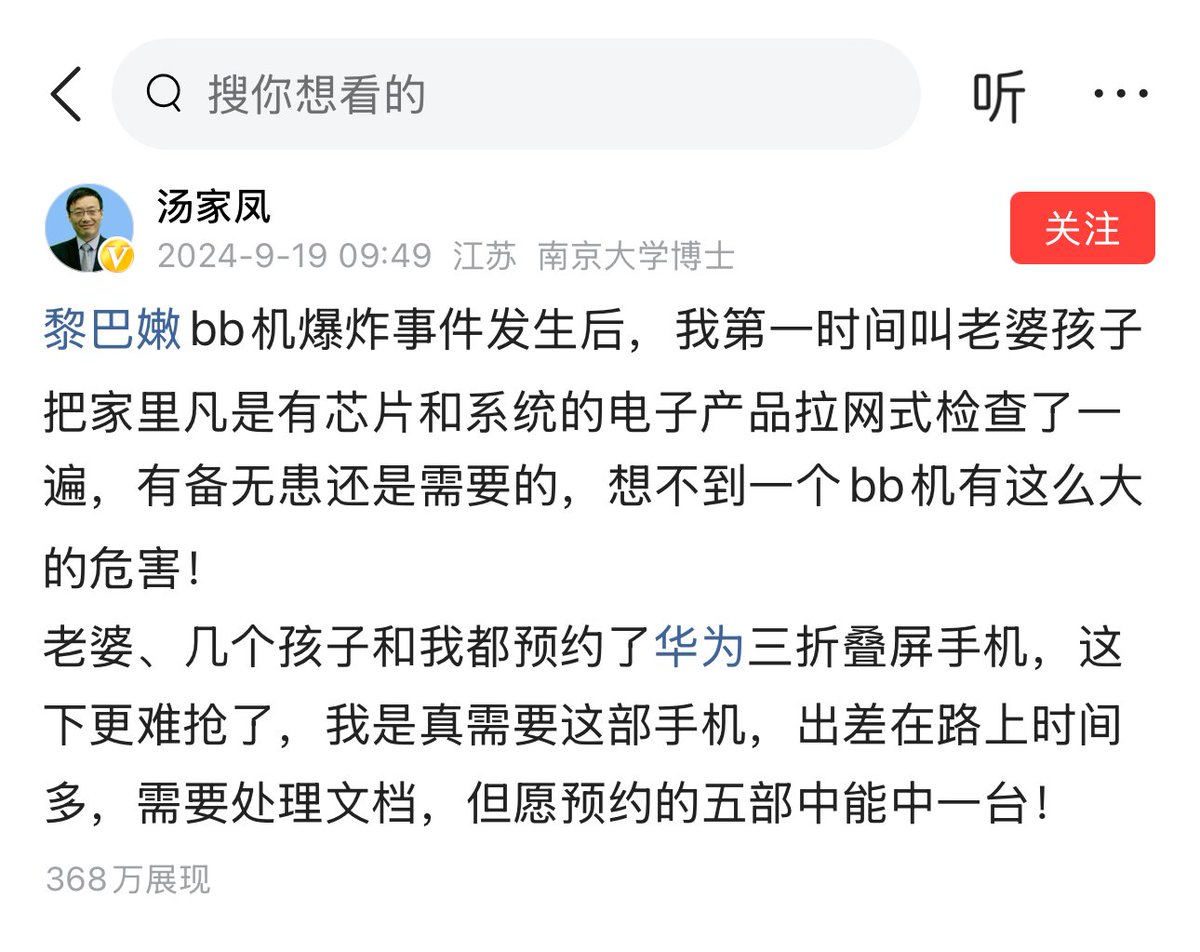 搜你想看的
听
汤家凤
关注
2024-9-19 09:49 江苏 南京大学博士
黎巴嫩bb机爆炸事件发生后，我第一时间叫老婆孩子
把家里凡是有芯片和系统的电子产品拉网式检查了一
遍，有备无患还是需要的，想不到一个bb机有这么大
的危害！
老婆、几个孩子和我都预约了华为三折叠屏手机，这
下更难抢了，我是真需要这部手机，出差在路上时间
多，需要处理文档，但愿预约的五部中能中一台！
368万展现